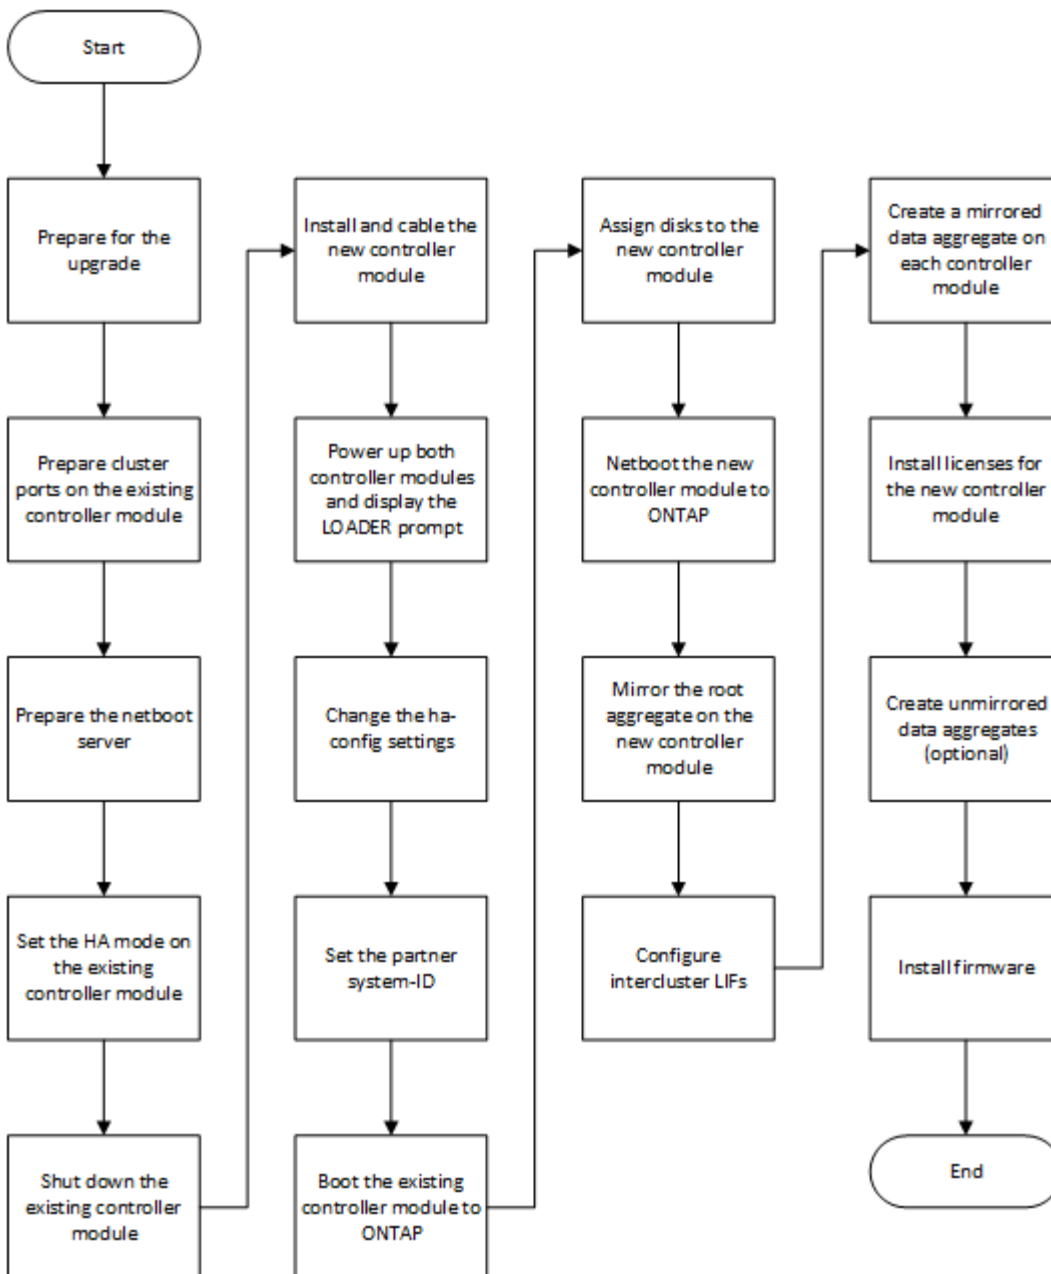 Start
Prepare for the
upgrade
Prepare cluster
ports on the existing
controller module
Prepare the netboot
server
Set the HA mode on
the existing
controller module
Shut down the
existing controller
module
Install and cable the
new controller
module
Power up both
controller modules
and display the
LOADER prompt
Change the ha-
config settings
Set the partner
system-ID
Boot the existing
controller module to
ONTAP
Assign disks to the
new controller
module
Netboot the new
controller module to
ONTAP
Mirror the root
aggregate on the
new controller
module
Configure
intercluster LIFs
Create a mirrored
data aggregate on
each controller
module
Install licenses for
the new controller
module
Create unmirrored
data aggregates
(optional)
Install firmware
End